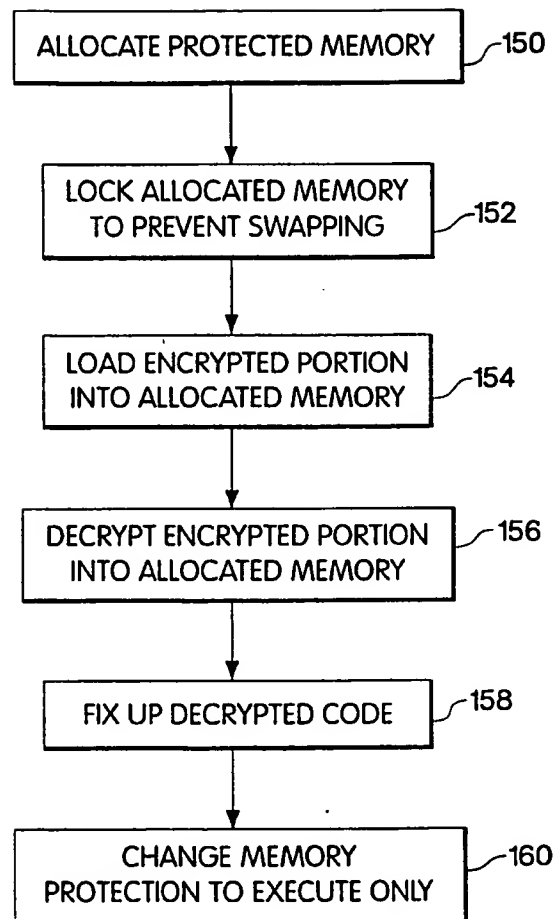 ALLOCATE PROTECTED MEMORY
150
LOCK ALLOCATED MEMORY
TO PREVENT SWAPPING
152
LOAD ENCRYPTED PORTION
INTO ALLOCATED MEMORY
154
DECRYPT ENCRYPTED PORTION
INTO ALLOCATED MEMORY
156
FIX UP DECRYPTED CODE
158
CHANGE MEMORY
PROTECTION TO EXECUTE ONLY
160